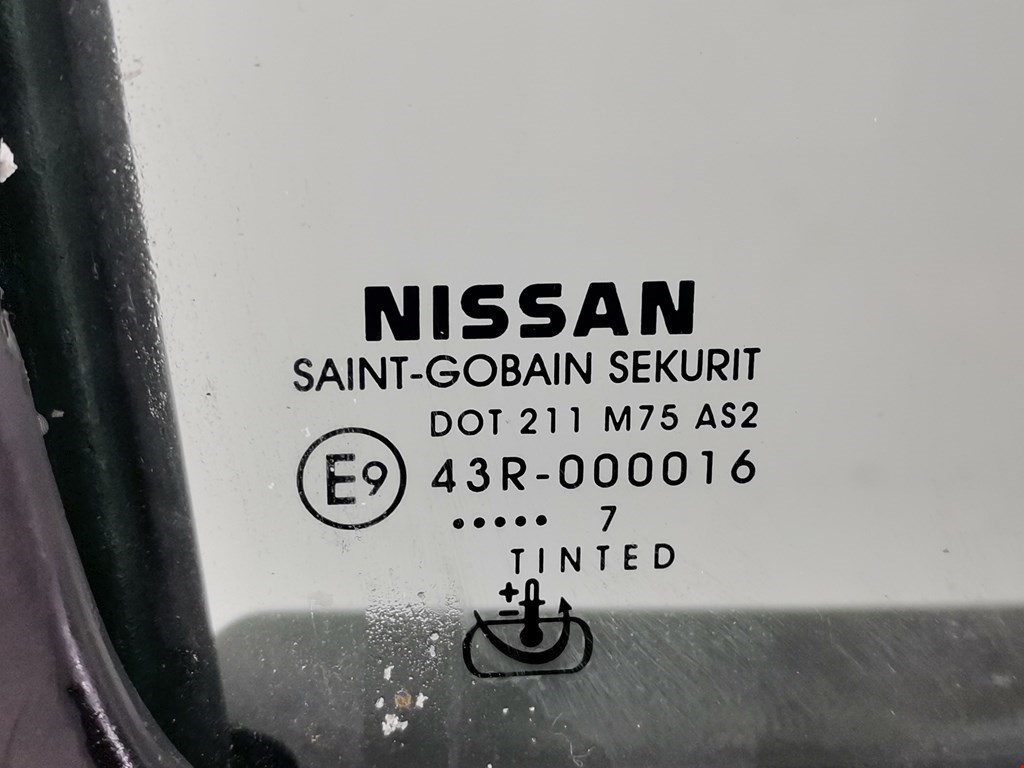 NISSAN
SAINT-GOBAIN SEKURIT
DOT 211 M75 AS2
E9 43R-000016
..... 7
TINTED